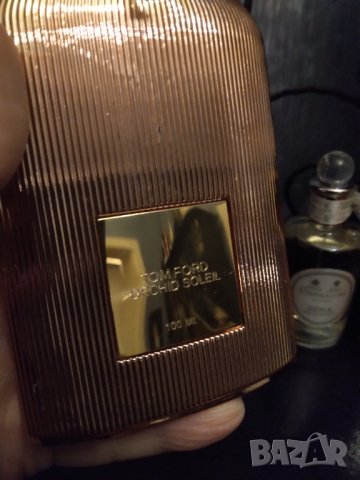 TOM FORD
ORCHID SOLEIL
100 ML
BAZAR